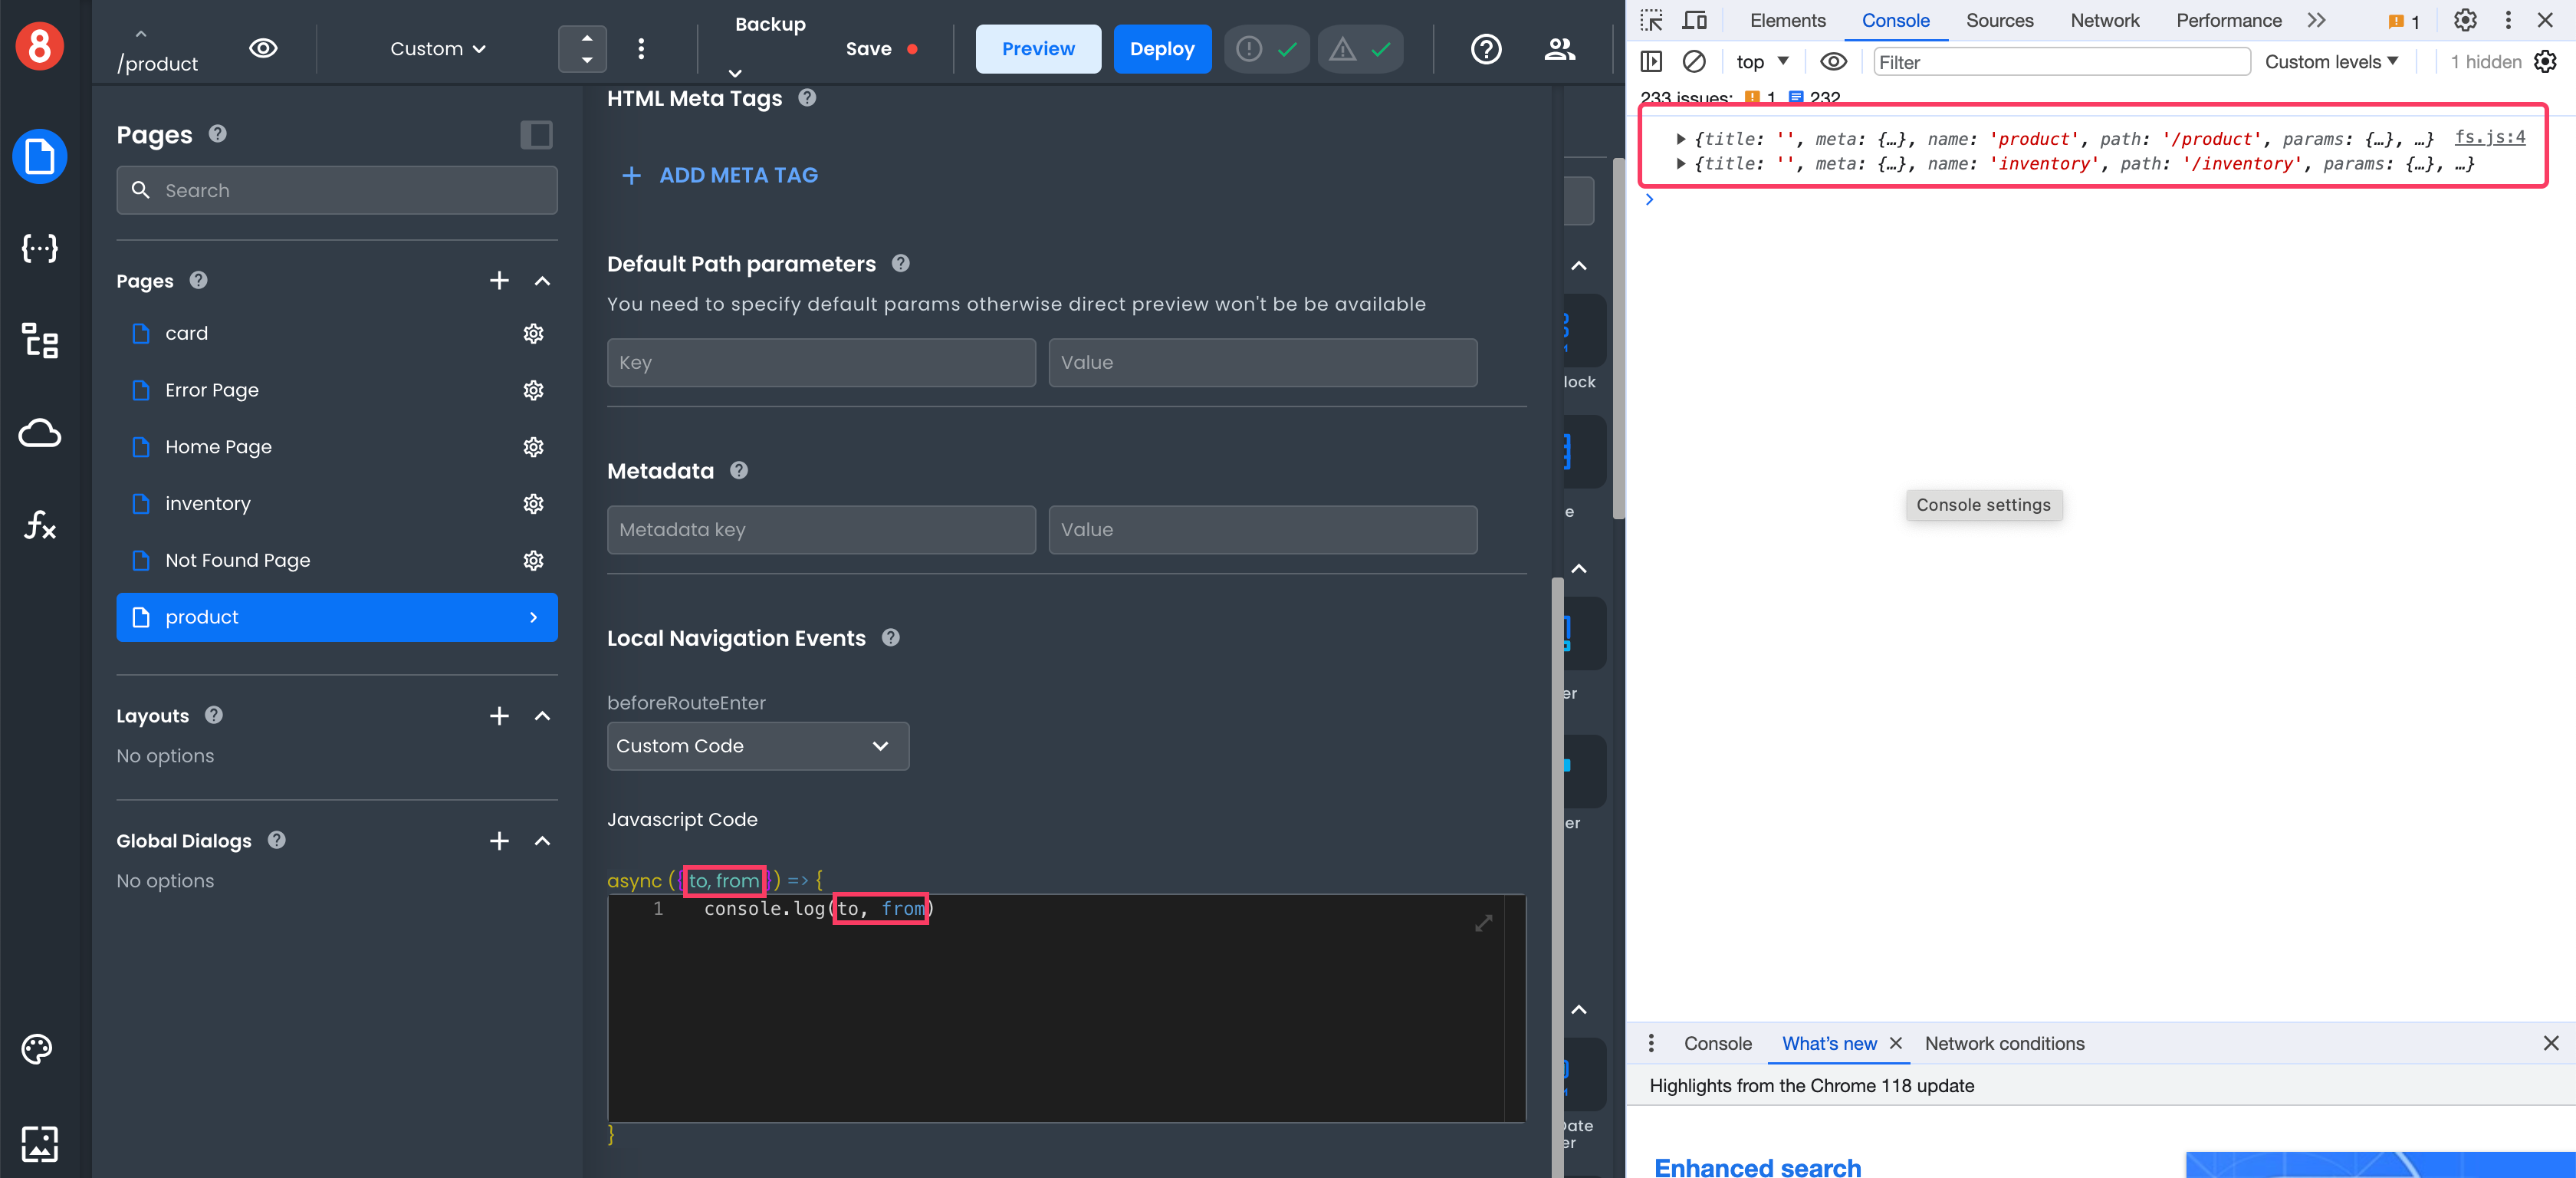 8
/product
Custom
Backup
Save
Preview
Deploy
Pages
Search
Pages
card
Error Page
Home Page
inventory
Not Found Page
product
Layouts
No options
Global Dialogs
No options
HTML Meta Tags
+ ADD META TAG
Default Path parameters
You need to specify default params otherwise direct preview won't be be available
Key
Value
Metadata
Metadata key
Value
Local Navigation Events
beforeRouteEnter
Custom Code
Javascript Code
async ({to, from}) => {
1 console.log(to, from)
}
lock
e
er
er
Date
er
Elements
Console
Sources
Network
Performance
1
top
Filter
Custom levels
1 hidden
233 issues: 1 232
{title: '', meta: {…}, name: 'product', path: '/product', params: {…}, …} fs.js:4
{title: '', meta: {…}, name: 'inventory', path: '/inventory', params: {…}, …}
Console settings
Console
What's new
Network conditions
Highlights from the Chrome 118 update
Enhanced search